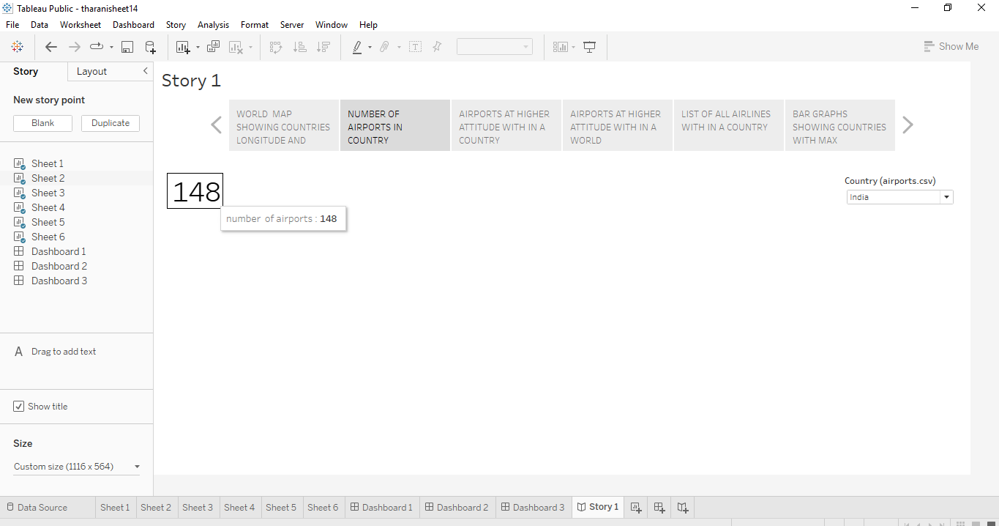 Tableau Public - tharanisheet14
File Data Worksheet Dashboard Story Analysis Format Server Window Help
Show Me
Story Layout
New story point
Blank Duplicate
Sheet 1
Sheet 2
Sheet 3
Sheet 4
Sheet 5
Sheet 6
Dashboard 1
Dashboard 2
Dashboard 3
A Drag to add text
Show title
Size
Custom size (1116 x 564)
Story 1
WORLD MAP
SHOWING COUNTRIES
LONGITUDE AND
NUMBER OF
AIRPORTS IN
COUNTRY
AIRPORTS AT HIGHER
ATTITUDE WITH IN A
COUNTRY
AIRPORTS AT HIGHER
ATTITUDE WITH IN A
WORLD
LIST OF ALL AIRLINES
WITH IN A COUNTRY
BAR GRAPHS
SHOWING COUNTRIES
WITH MAX
148
number of airports : 148
Country (airports.csv)
India
Data Source Sheet 1 Sheet 2 Sheet 3 Sheet 4 Sheet 5 Sheet 6 Dashboard 1 Dashboard 2 Dashboard 3 Story 1